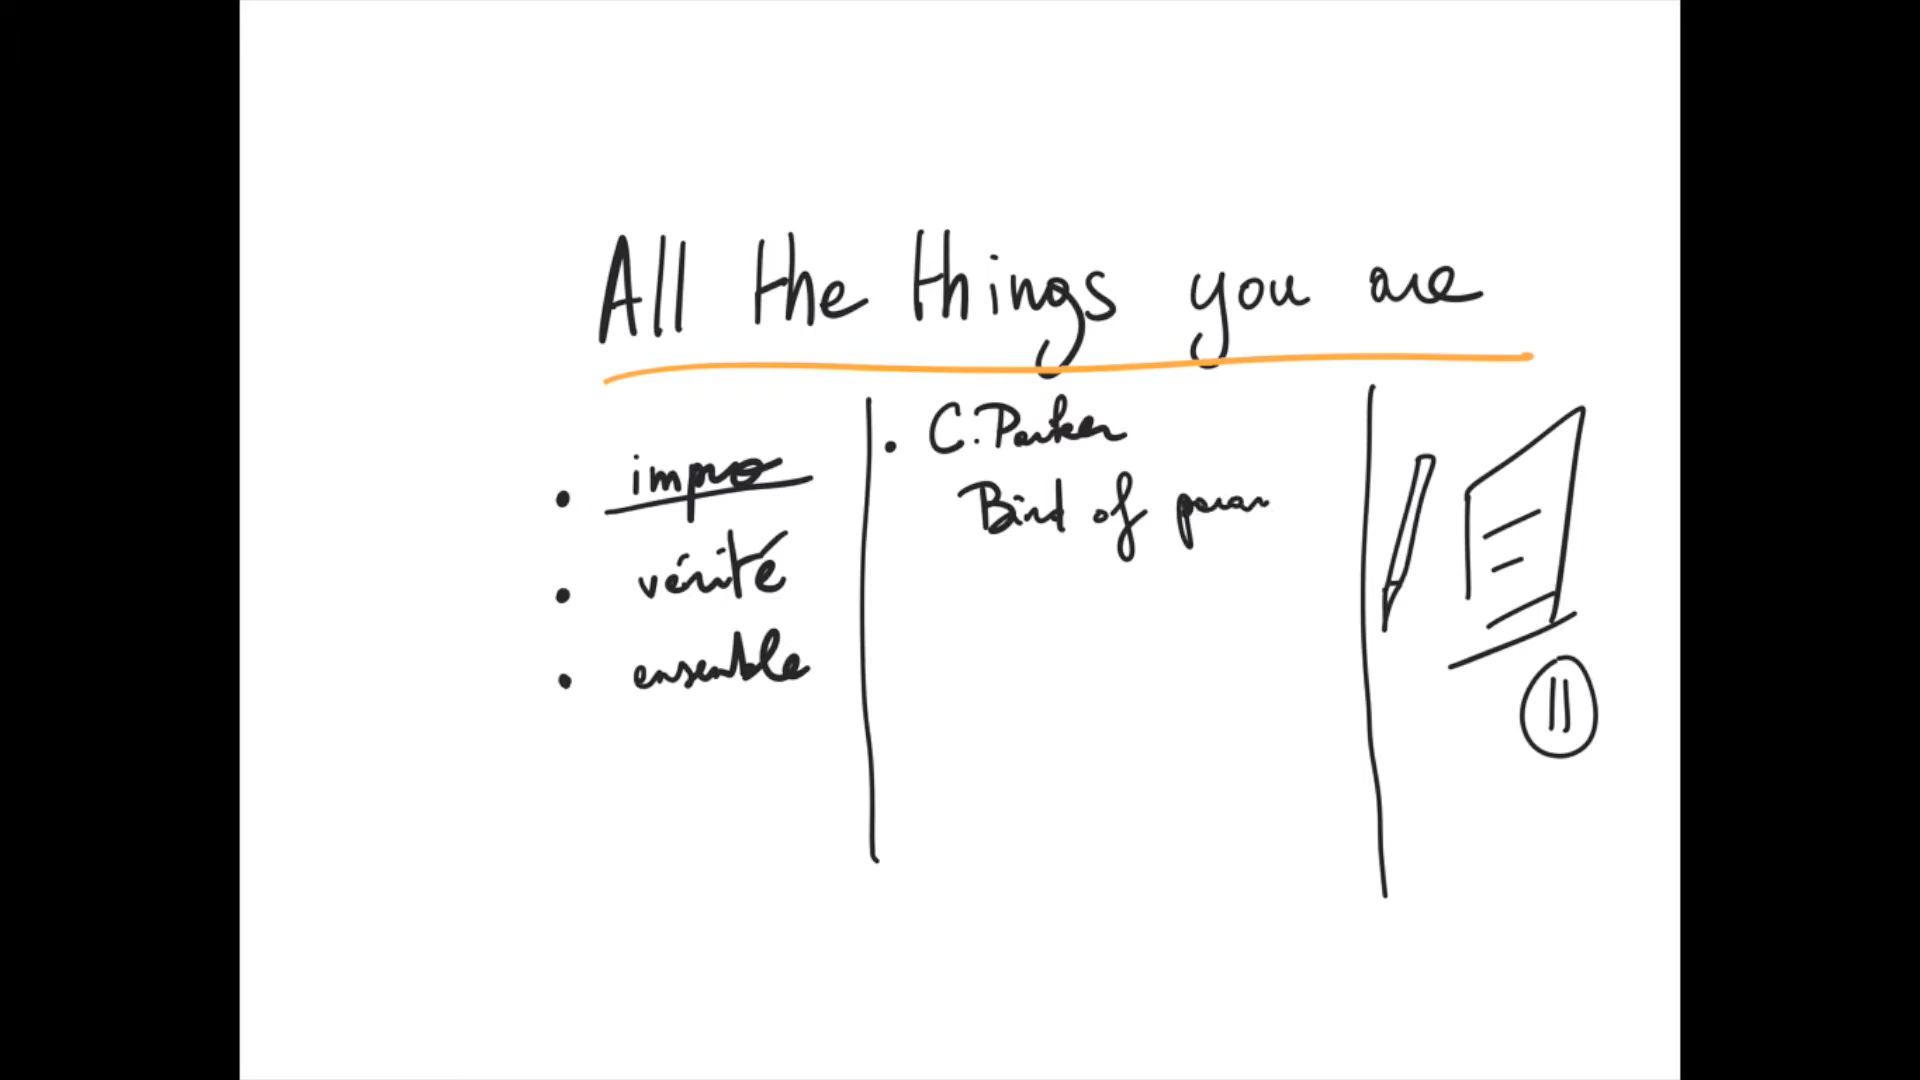 All the things you are
• impro
• vérité
• ensemble
• C. Parker
Bird of
11